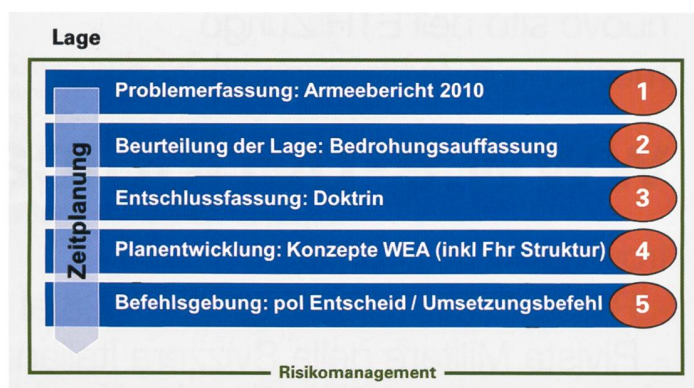 Lage
Problemerfassung: Armeebericht 2010 1
Beurteilung der Lage: Bedrohungsauffassung 2
Entschlussfassung: Doktrin 3
Planentwicklung: Konzepte WEA (inkl Fhr Struktur) 4
Befehlsgebung: pol Entscheid / Umsetzungsbefehl 5
Zeitplanung
Risikomanagement